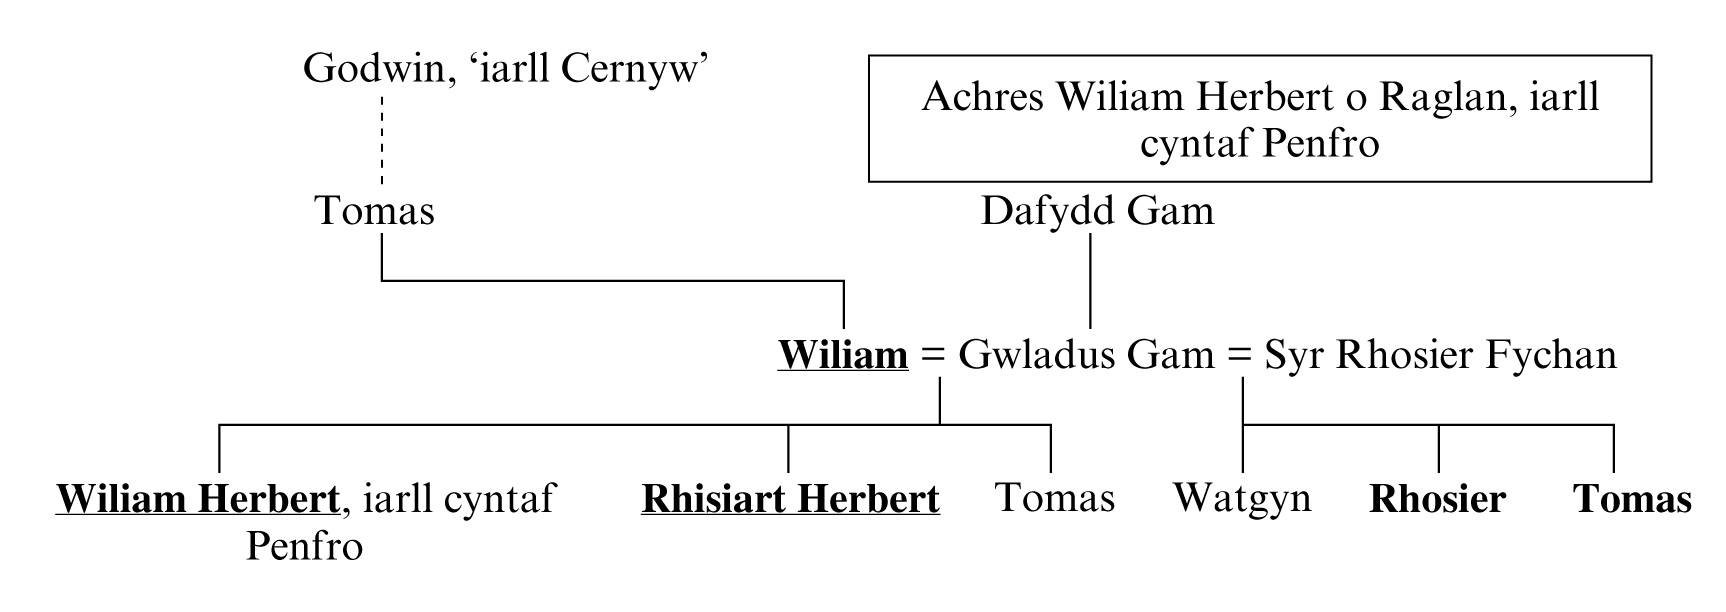 Godwin, ‘iarll Cernyw’
Achres Wiliam Herbert o Raglan, iarll
cyntaf Penfro
Tomas
Dafydd Gam
Wiliam = Gwladus Gam = Syr Rhosier Fychan
Wiliam Herbert, iarll cyntaf
Penfro
Rhisiart Herbert
Tomas
Watgyn
Rhosier
Tomas